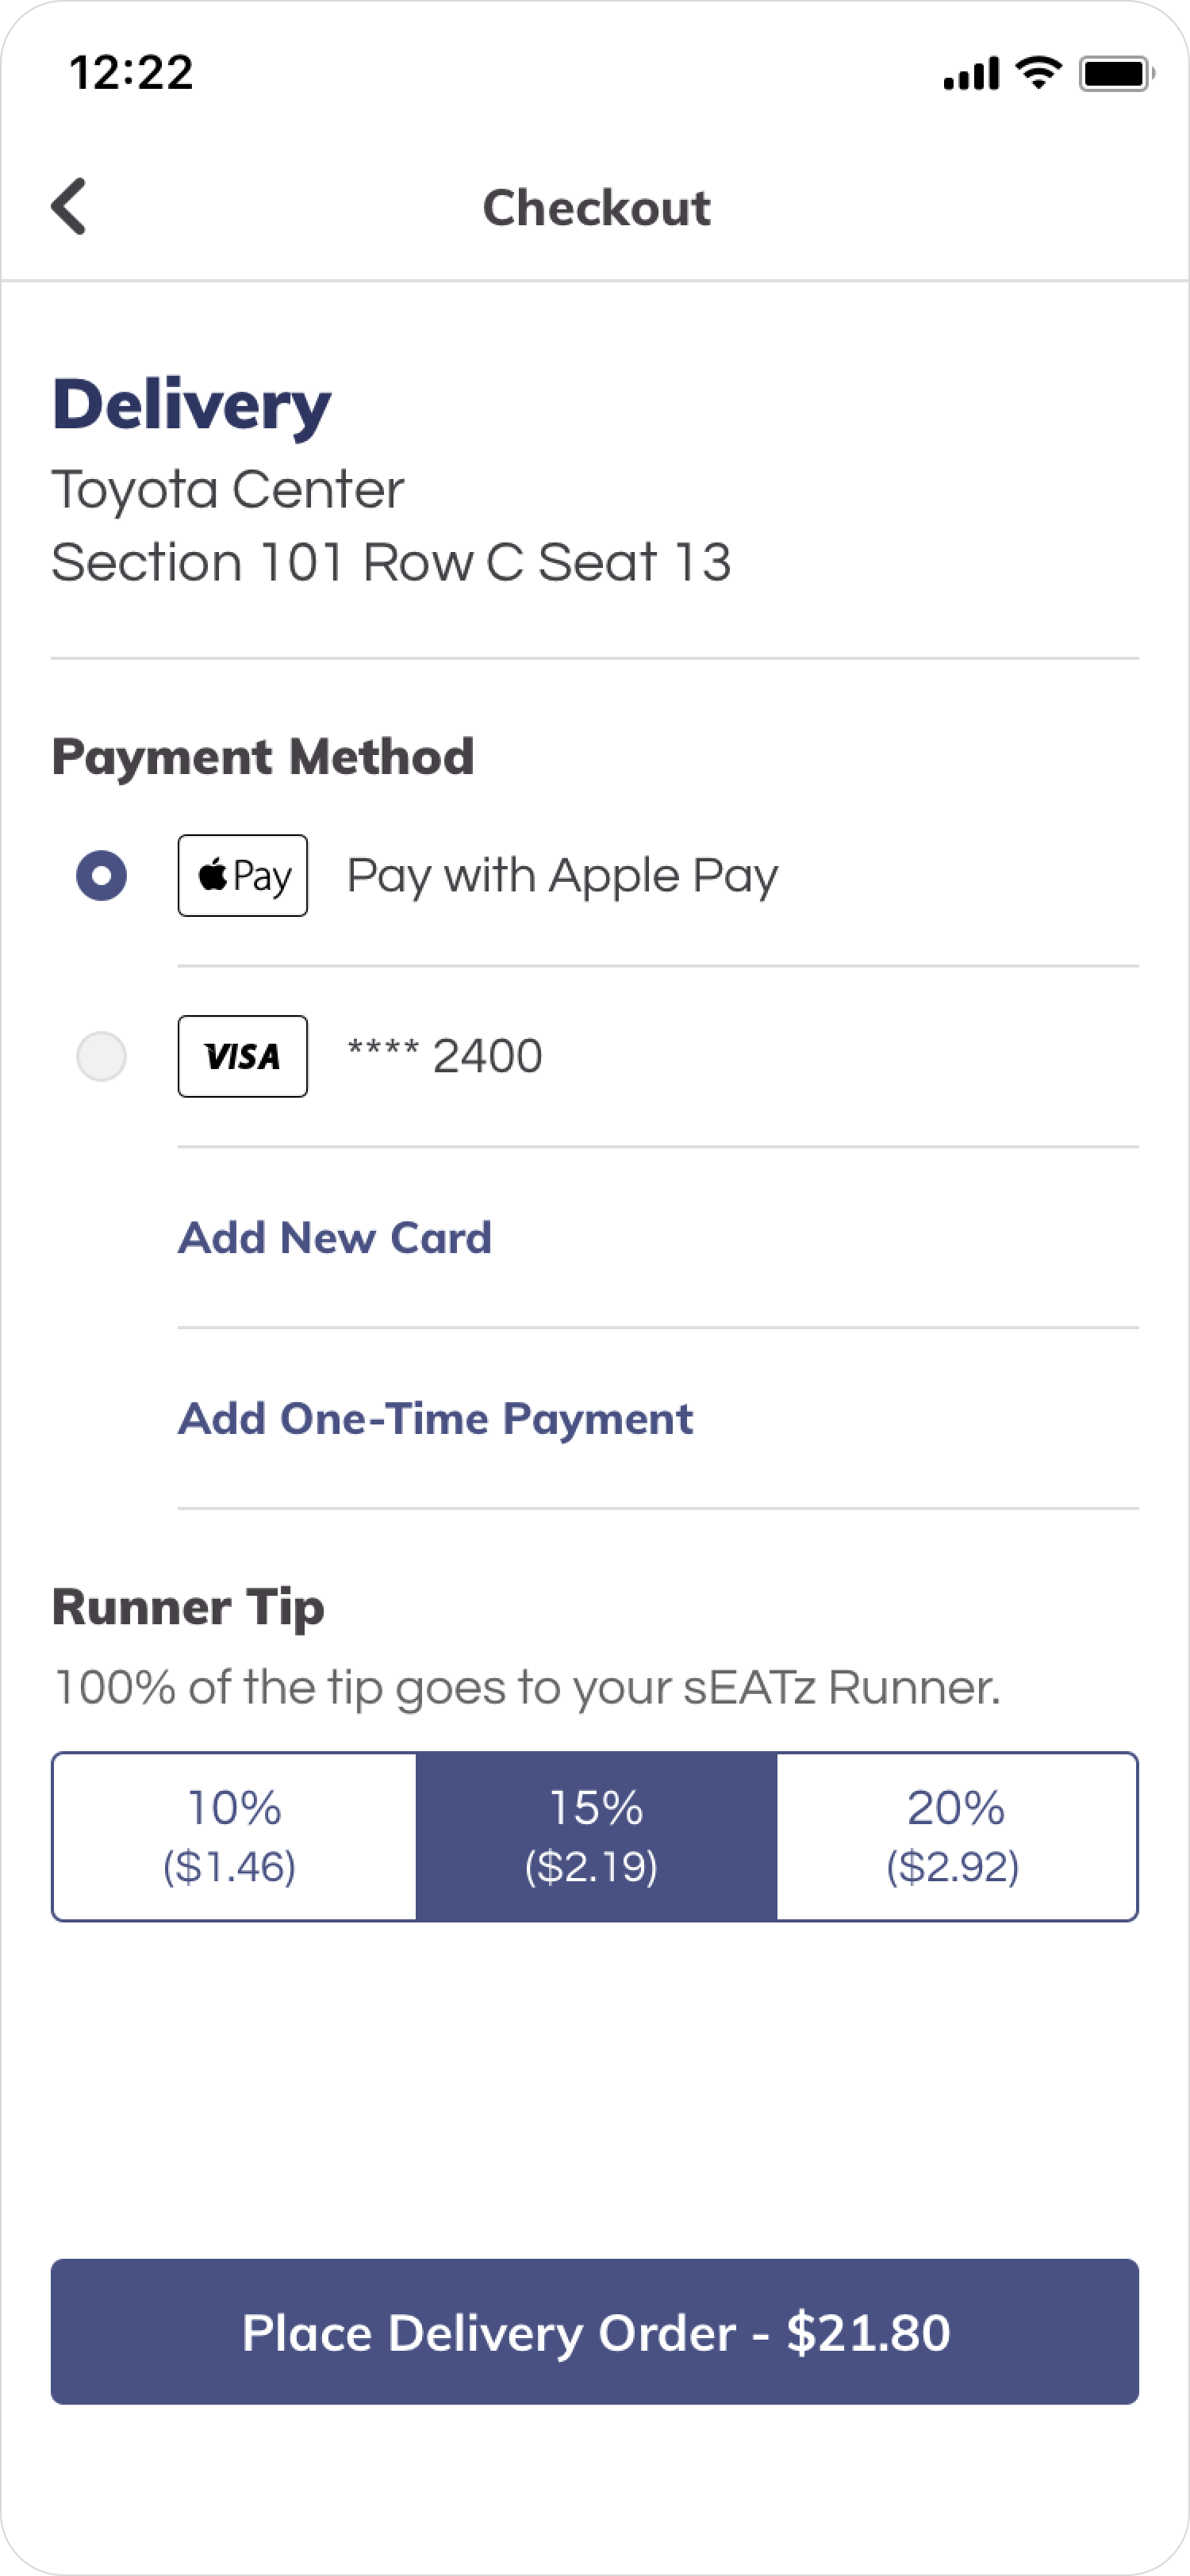 12:22
Checkout
Delivery
Toyota Center
Section 101 Row C Seat 13
Payment Method
Pay Pay with Apple Pay
VISA **** 2400
Add New Card
Add One-Time Payment
Runner Tip
100% of the tip goes to your sEATz Runner.
10% 15% 20%
($1.46) ($2.19) ($2.92)
Place Delivery Order - $21.80